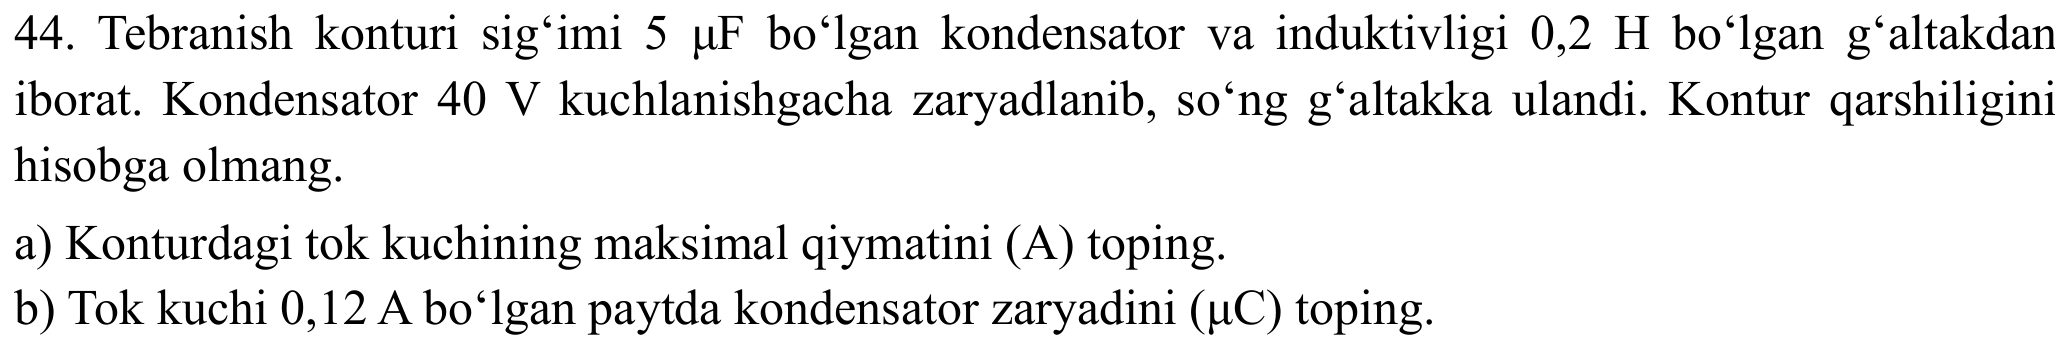 44. Tebranish konturi sig‘imi 5 μF bo‘lgan kondensator va induktivligi 0,2 H bo‘lgan g‘altakdan
iborat. Kondensator 40 V kuchlanishgacha zaryadlanib, so‘ng g‘altakka ulandi. Kontur qarshiligini
hisobga olmang.
a) Konturdagi tok kuchining maksimal qiymatini (A) toping.
b) Tok kuchi 0,12 A bo‘lgan paytda kondensator zaryadini (μC) toping.